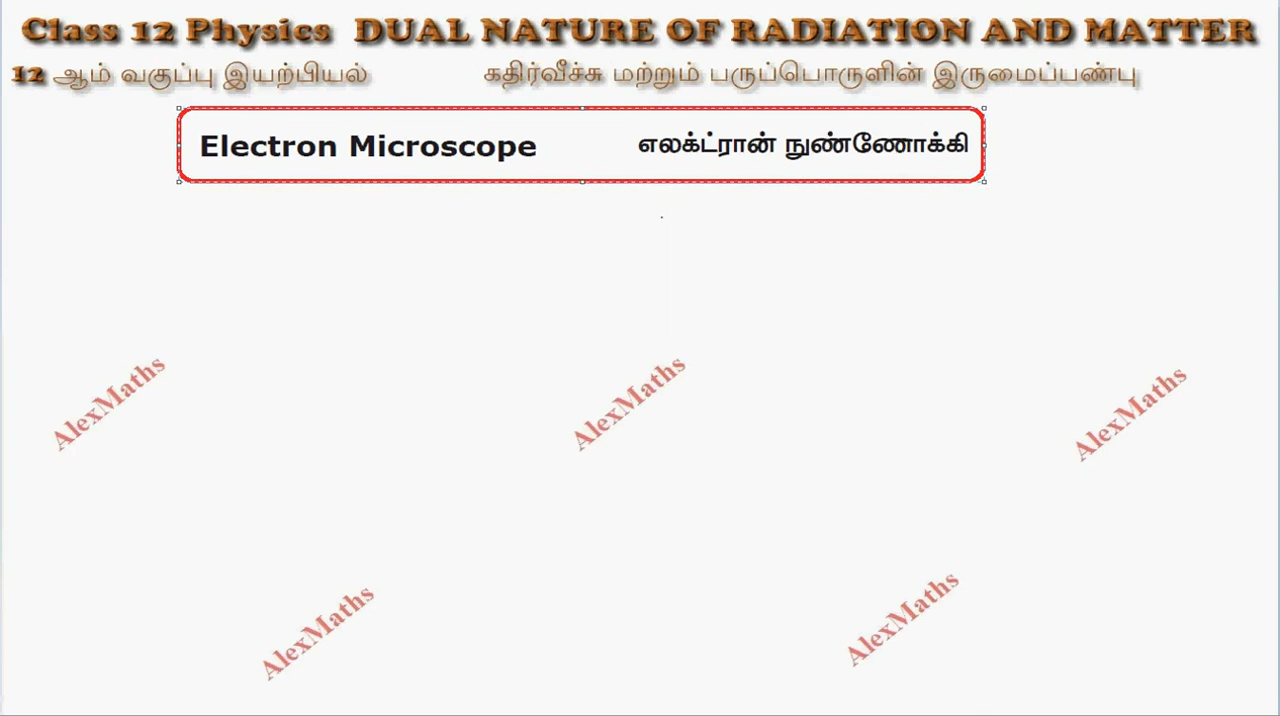 Class 12 Physics DUAL NATURE OF RADIATION AND MATTER
12 ஆம் வகுப்பு இயற்பியல் கதிர்வீச்சு மற்றும் பருப்பொருளின் இருமைப்பண்பு
Electron Microscope எலக்ட்ரான் நுண்ணோக்கி
AlexMaths
AlexMaths
AlexMaths
AlexMaths
AlexMaths